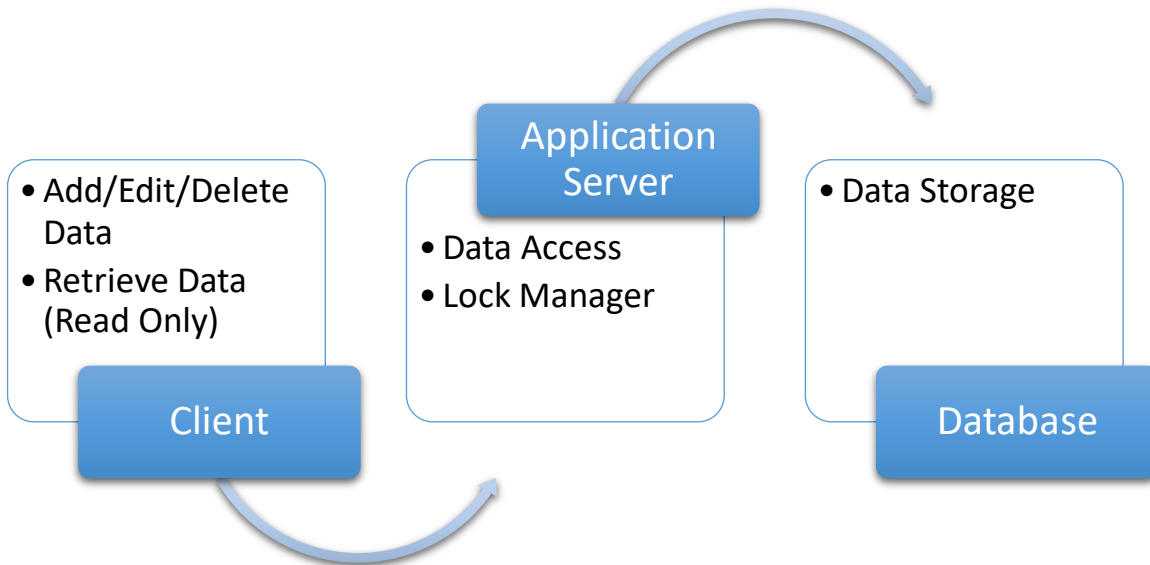 • Add/Edit/Delete
Data
• Retrieve Data
(Read Only)
Client
Application
Server
• Data Access
• Lock Manager
• Data Storage
Database